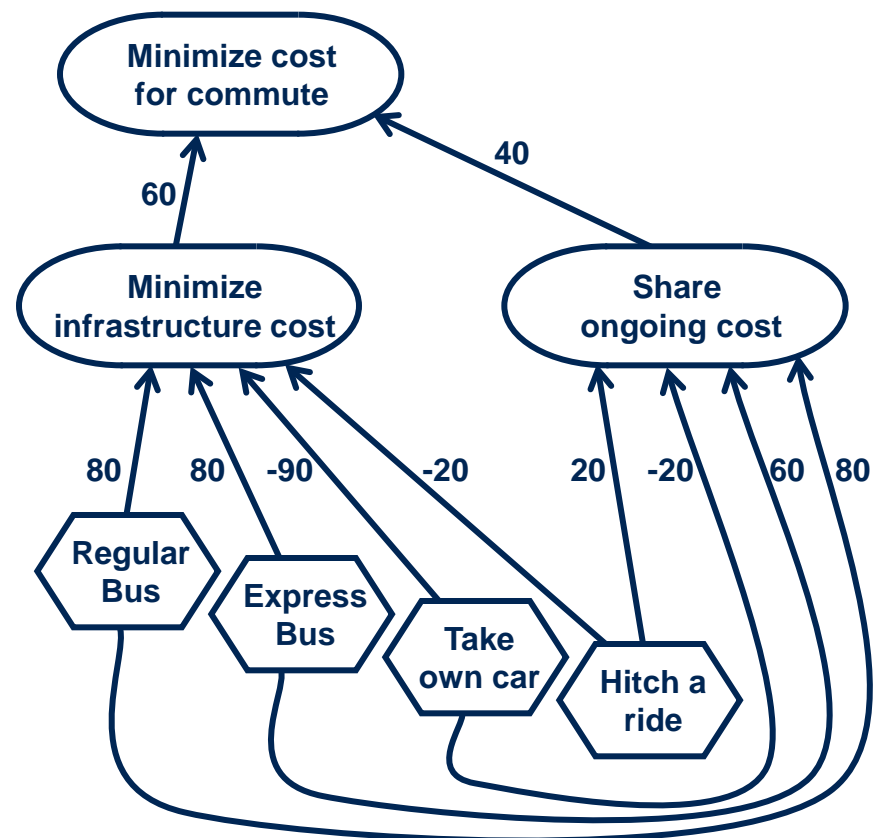 Minimize cost
for commute
40
60
Minimize
infrastructure cost
Share
ongoing cost
80
80
-90
-20
20
-20
60
80
Regular
Bus
Express
Bus
Take
own car
Hitch a
ride